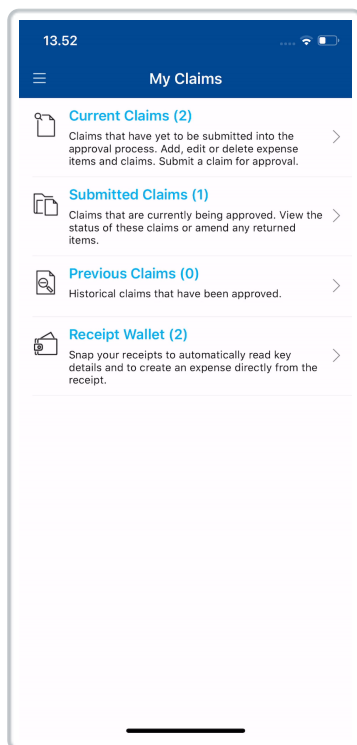 13.52
My Claims
Current Claims (2)
Claims that have yet to be submitted into the
approval process. Add, edit or delete expense
items and claims. Submit a claim for approval.
Submitted Claims (1)
Claims that are currently being approved. View the
status of these claims or amend any returned
items.
Previous Claims (0)
Historical claims that have been approved.
Receipt Wallet (2)
Snap your receipts to automatically read key
details and to create an expense directly from the
receipt.